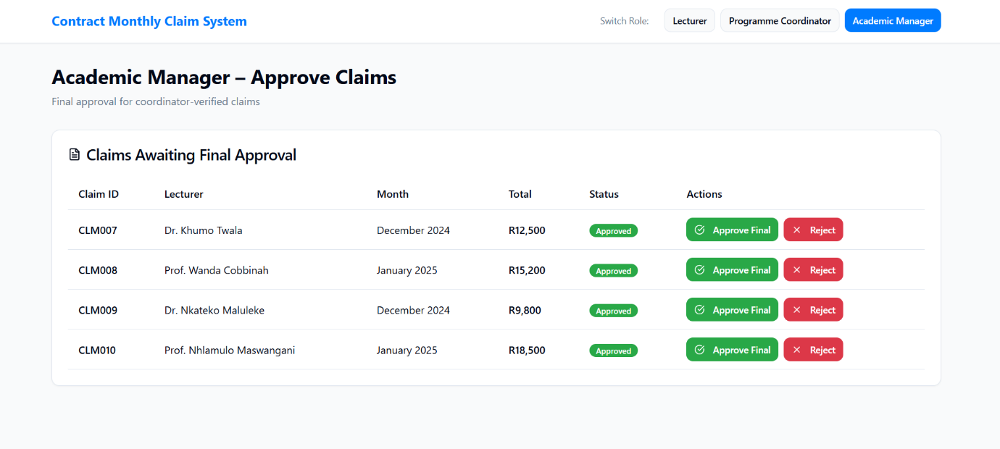 Contract Monthly Claim System
Switch Role: Lecturer Programme Coordinator Academic Manager
Academic Manager – Approve Claims
Final approval for coordinator-verified claims
Claims Awaiting Final Approval
Claim ID Lecturer Month Total Status Actions
CLM007 Dr. Khumo Twala December 2024 R12,500 Approved Approve Final Reject
CLM008 Prof. Wanda Cobbinah January 2025 R15,200 Approved Approve Final Reject
CLM009 Dr. Nkateko Maluleke December 2024 R9,800 Approved Approve Final Reject
CLM010 Prof. Nhlamulo Maswangani January 2025 R18,500 Approved Approve Final Reject